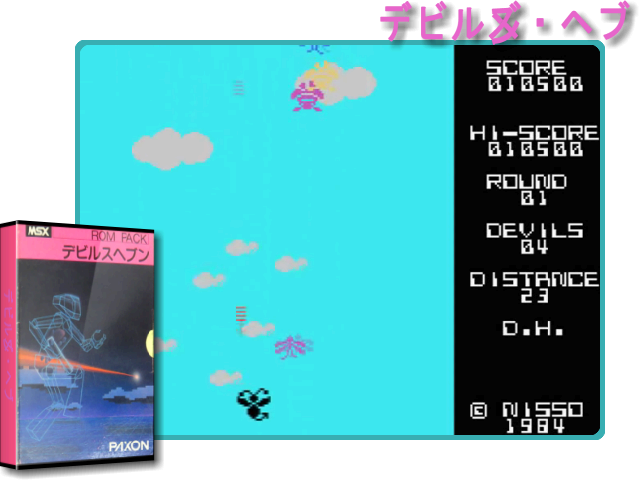 デビルズ・ヘブ
SCORE
010500
HI-SCORE
010500
ROUND
01
DEVILS
04
DISTANCE
23
D.H.
© NISSO
1984
MSX
ROM PACK
デビルスヘブン
PAXON